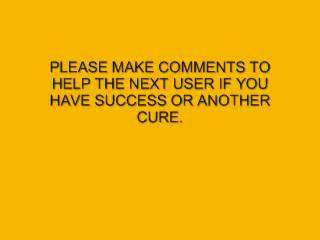 PLEASE MAKE COMMENTS TO
HELP THE NEXT USER IF YOU
HAVE SUCCESS OR ANOTHER
CURE.